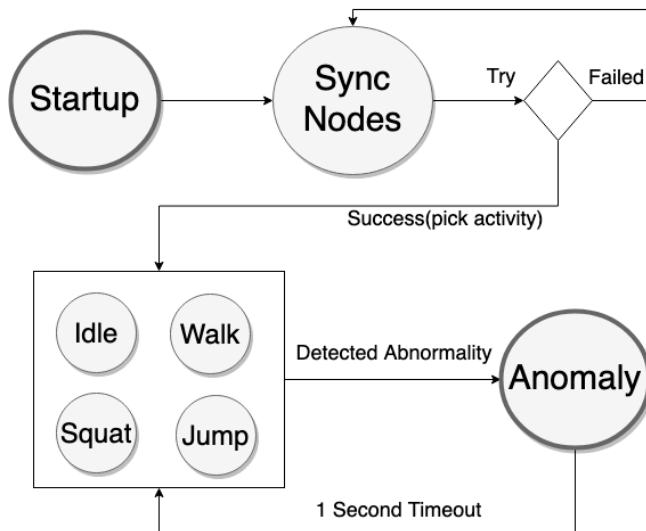 Startup
Sync
Nodes
Try
Failed
Success(pick activity)
Idle
Walk
Squat
Jump
Detected Abnormality
Anomaly
1 Second Timeout